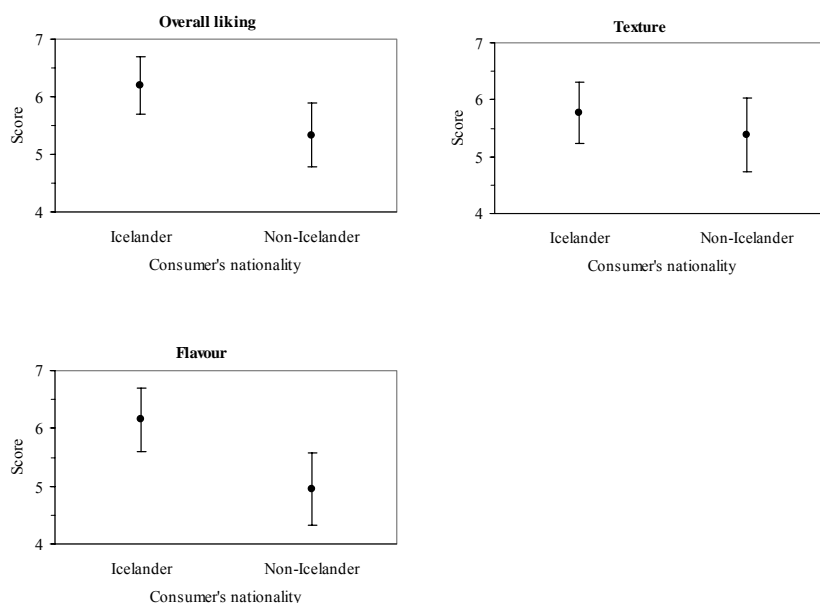 Overall liking
7
6
5
4
Score
Icelander Non-Icelander
Consumer's nationality
Texture
7
6
5
4
Score
Icelander Non-Icelander
Consumer's nationality
Flavour
7
6
5
4
Score
Icelander Non-Icelander
Consumer's nationality